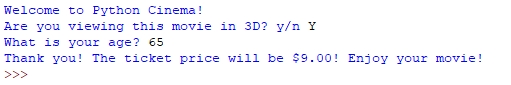 Welcome to Python Cinema!
Are you viewing this movie in 3D? y/n Y
What is your age? 65
Thank you! The ticket price will be $9.00! Enjoy your movie!
>>>